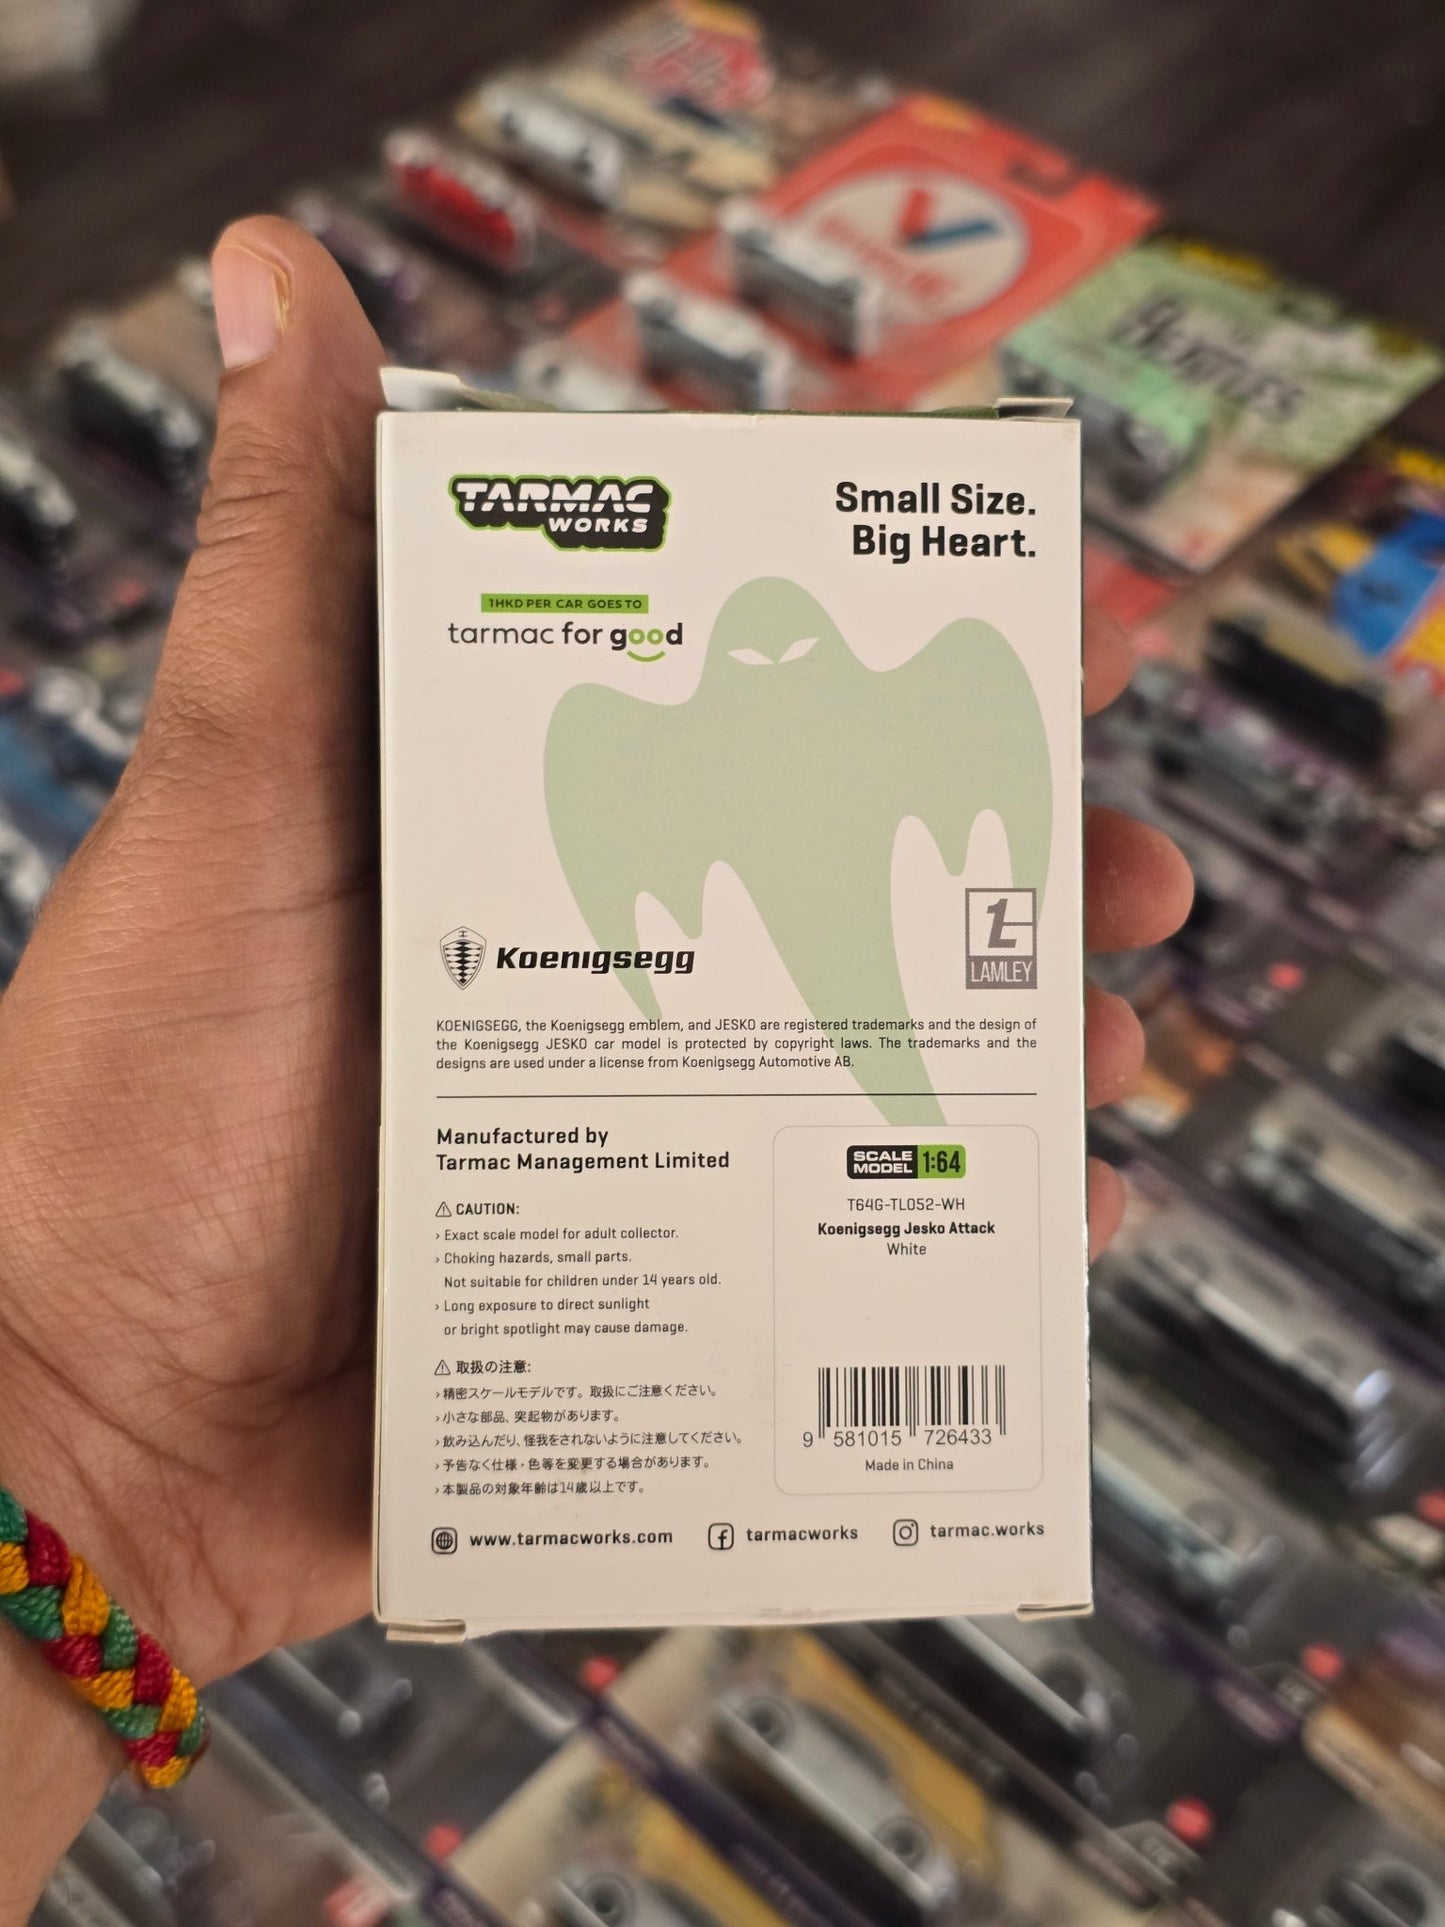 TARMAC
WORKS
Small Size.
Big Heart.
1HKD PER CAR GOES TO
tarmac for good
Koenigsegg
LAMLEY
KOENIGSEGG, the Koenigsegg emblem, and JESKO are registered trademarks and the design of
the Koenigsegg JESKO car model is protected by copyright laws. The trademarks and the
designs are used under a license from Koenigsegg Automotive AB.
Manufactured by
Tarmac Management Limited
⚠ CAUTION:
› Exact scale model for adult collector.
› Choking hazards, small parts.
Not suitable for children under 14 years old.
› Long exposure to direct sunlight
or bright spotlight may cause damage.
⚠ 取扱の注意:
› 精密スケールモデルです。取扱にご注意ください。
› 小さな部品、突起物があります。
› 飲み込んだり、怪我をされないように注意してください。
› 予告なく仕様・色等を変更する場合があります。
› 本製品の対象年齢は14歳以上です。
SCALE
MODEL 1:64
T64G-TL052-WH
Koenigsegg Jesko Attack
White
9 581015 726433
Made in China
www.tarmacworks.com
tarmacworks
tarmac.works